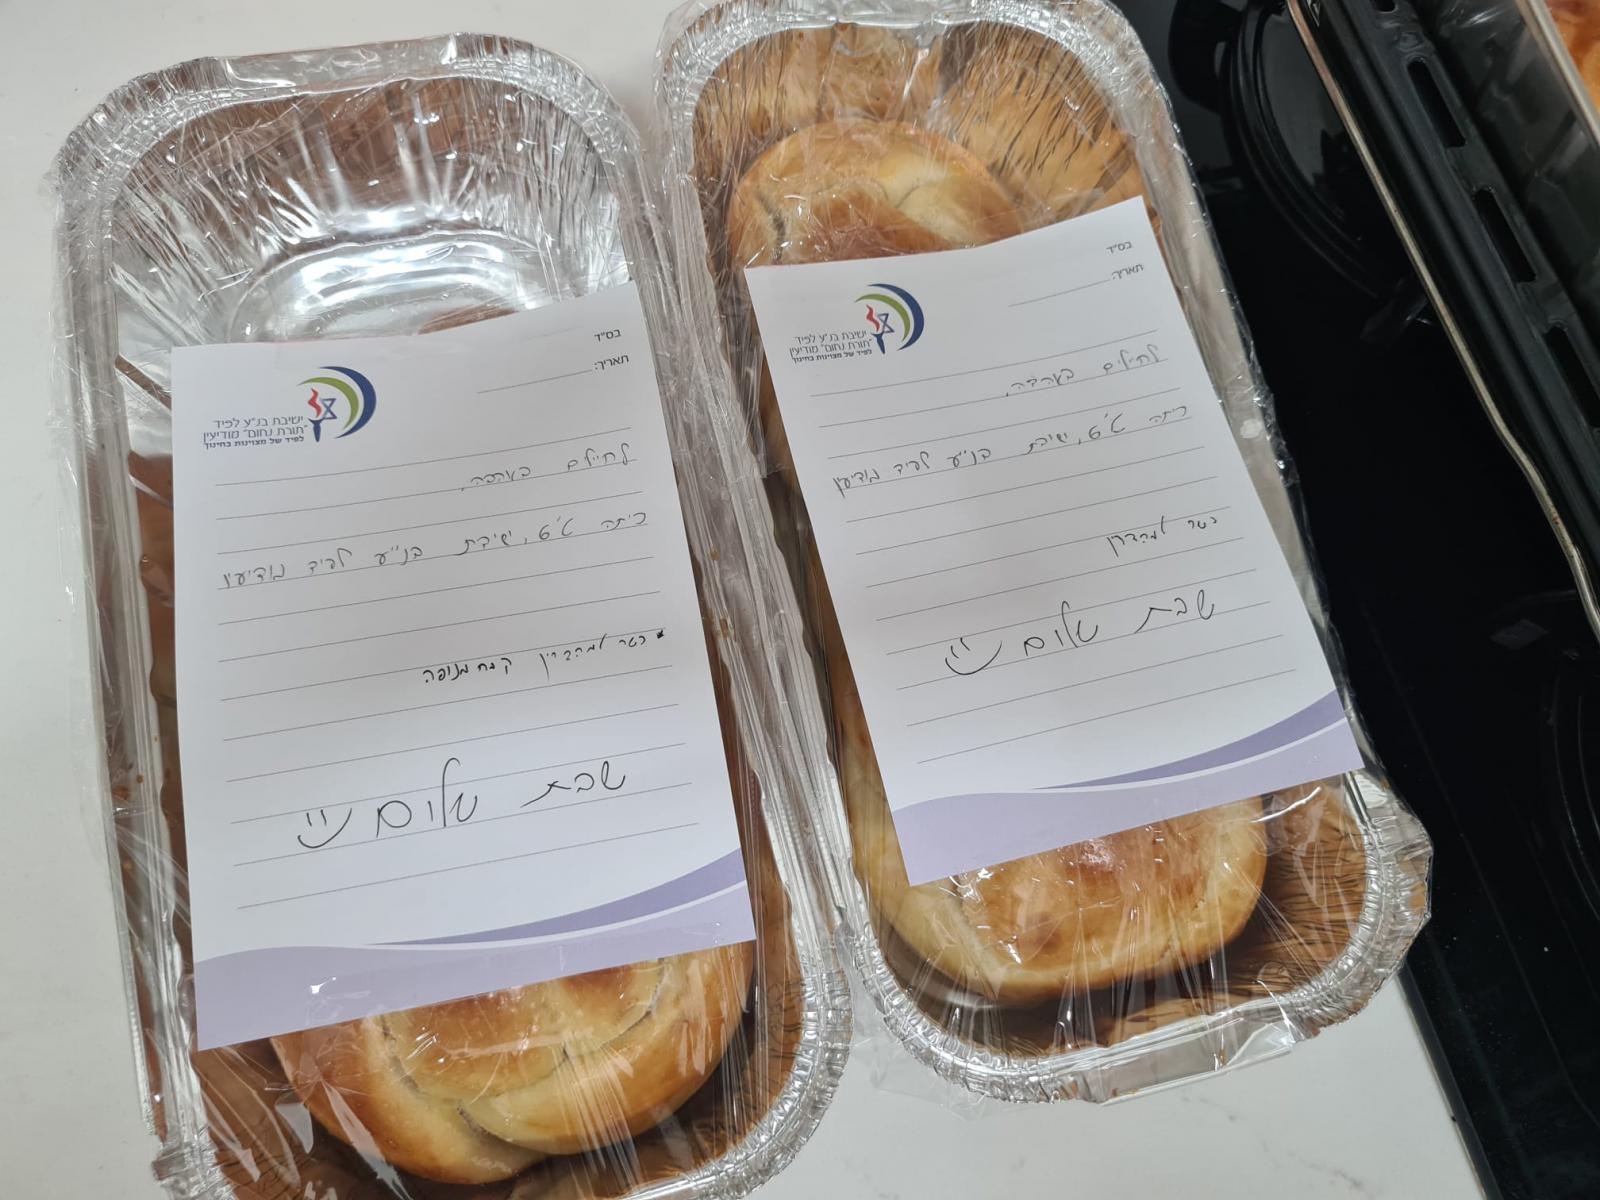 בס"ד
תאריך:
ישיבת בנ"ע לפיד
"תורת נחום" מודיעין
לפיד של מצוינות בחינוך
לחיילים באהבה,
כיתה ט'6, ישיבת בנ"ע לפיד מודיעין
• כשר למהדרין קמח מנופה
שבת שלום
בס"ד
תאריך:
ישיבת בנ"ע לפיד
"תורת נחום" מודיעין
לפיד של מצוינות בחינוך
לחיילים באהבה,
כיתה ט'6, ישיבת בנ"ע לפיד מודיעין
כשר למהדרין
שבת שלום